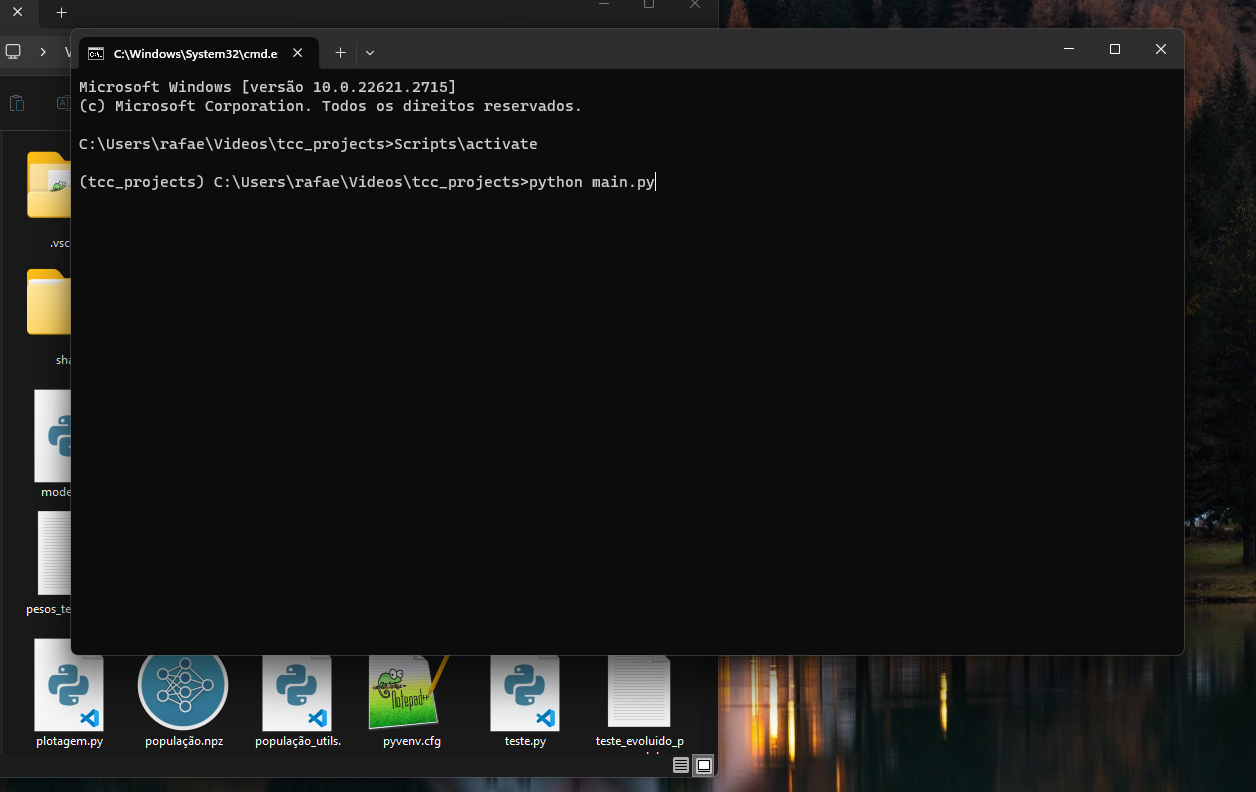 C:\Windows\System32\cmd.e
Microsoft Windows [versão 10.0.22621.2715]
(c) Microsoft Corporation. Todos os direitos reservados.
C:\Users\rafae\Videos\tcc_projects>Scripts\activate
(tcc_projects) C:\Users\rafae\Videos\tcc_projects>python main.py
.vsc
sha
mode
pesos_te
Notepad++
plotagem.py
população.npz
população_utils.
pyvenv.cfg
teste.py
teste_evoluido_p